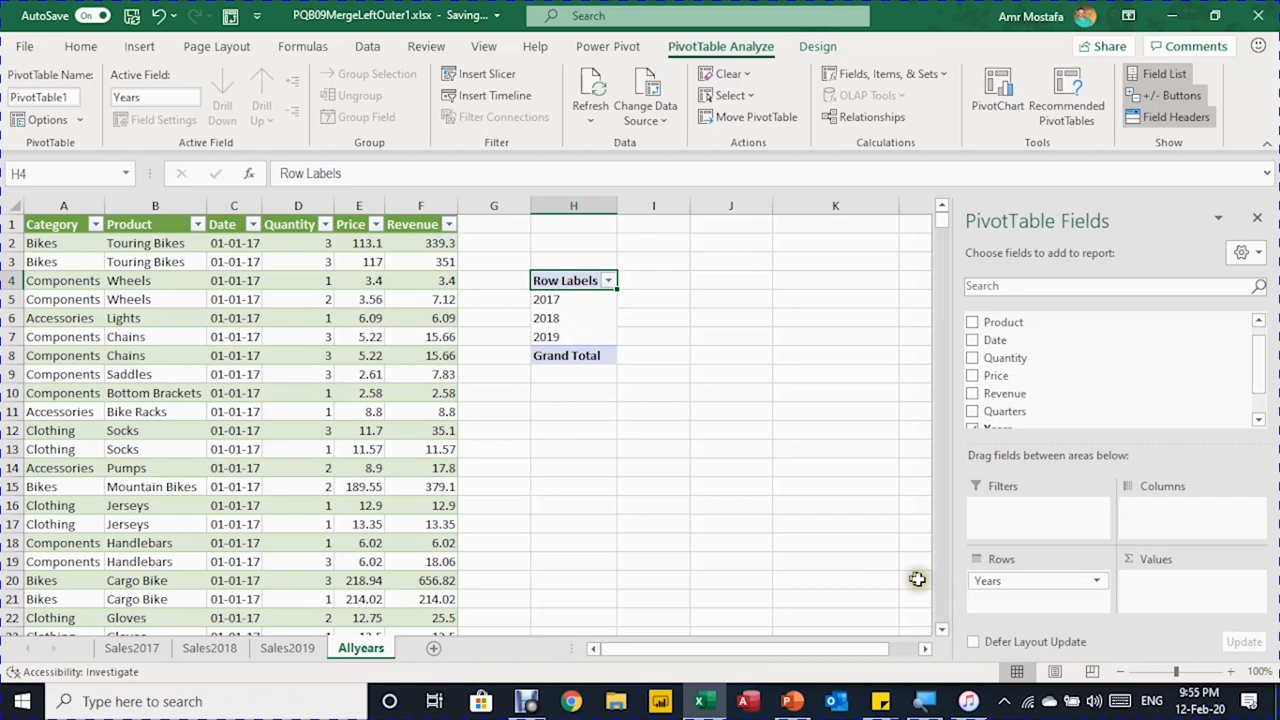 AutoSave On PQB09MergeLeftOuter1.xlsx - Saving... Search Amr Mostafa
File Home Insert Page Layout Formulas Data Review View Help Power Pivot PivotTable Analyze Design Share Comments
PivotTable Name: Active Field: Group Selection Insert Slicer Clear Fields, Items, & Sets Field List
PivotTable1 Years Drill Down Drill Up Ungroup Insert Timeline Refresh Change Data Source Select OLAP Tools PivotChart Recommended PivotTables +/- Buttons
Options Field Settings Group Field Filter Connections Move PivotTable Relationships Field Headers
PivotTable Active Field Group Filter Data Actions Calculations Tools Show
H4 fx Row Labels
A B C D E F G H I J K
1 Category Product Date Quantity Price Revenue
2 Bikes Touring Bikes 01-01-17 3 113.1 339.3
3 Bikes Touring Bikes 01-01-17 3 117 351
4 Components Wheels 01-01-17 1 3.4 3.4 Row Labels
5 Components Wheels 01-01-17 2 3.56 7.12 2017
6 Accessories Lights 01-01-17 1 6.09 6.09 2018
7 Components Chains 01-01-17 3 5.22 15.66 2019
8 Components Chains 01-01-17 3 5.22 15.66 Grand Total
9 Components Saddles 01-01-17 3 2.61 7.83
10 Components Bottom Brackets 01-01-17 1 2.58 2.58
11 Accessories Bike Racks 01-01-17 1 8.8 8.8
12 Clothing Socks 01-01-17 3 11.7 35.1
13 Clothing Socks 01-01-17 1 11.57 11.57
14 Accessories Pumps 01-01-17 2 8.9 17.8
15 Bikes Mountain Bikes 01-01-17 2 189.55 379.1
16 Clothing Jerseys 01-01-17 1 12.9 12.9
17 Clothing Jerseys 01-01-17 1 13.35 13.35
18 Components Handlebars 01-01-17 1 6.02 6.02
19 Components Handlebars 01-01-17 3 6.02 18.06
20 Bikes Cargo Bike 01-01-17 3 218.94 656.82
21 Bikes Cargo Bike 01-01-17 1 214.02 214.02
22 Clothing Gloves 01-01-17 2 12.75 25.5
PivotTable Fields
Choose fields to add to report:
Search
Product
Date
Quantity
Price
Revenue
Quarters
Years
Drag fields between areas below:
Filters Columns
Rows Values
Years
Defer Layout Update Update
Sales2017 Sales2018 Sales2019 Allyears
Accessibility: Investigate 100%
Type here to search ENG 9:55 PM
12-Feb-20